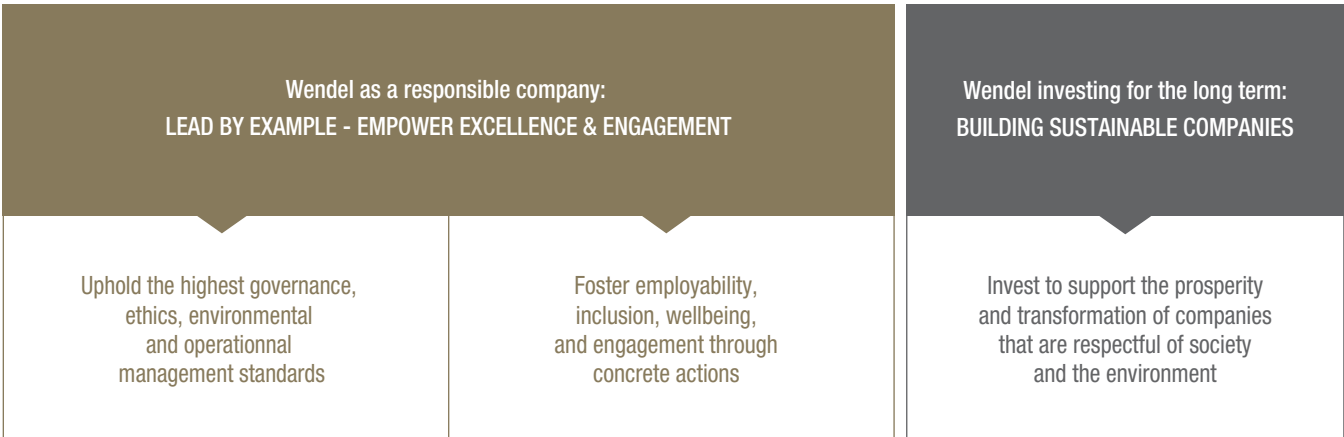 Wendel as a responsible company:
LEAD BY EXAMPLE - EMPOWER EXCELLENCE & ENGAGEMENT
Uphold the highest governance,
ethics, environmental
and operationnal
management standards
Foster employability,
inclusion, wellbeing,
and engagement through
concrete actions
Wendel investing for the long term:
BUILDING SUSTAINABLE COMPANIES
Invest to support the prosperity
and transformation of companies
that are respectful of society
and the environment